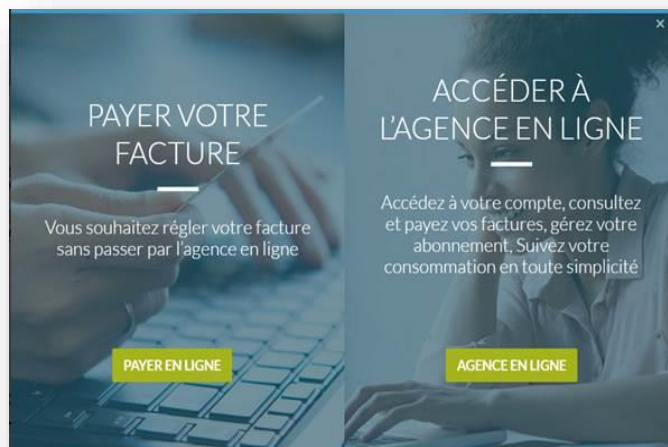 PAYER VOTRE
FACTURE
Vous souhaitez régler votre facture
sans passer par l'agence en ligne
PAYER EN LIGNE
×
ACCÉDER À
L'AGENCE EN LIGNE
Accédez à votre compte, consultez
et payez vos factures, gérez votre
abonnement. Suivez votre
consommation en toute simplicité
AGENCE EN LIGNE